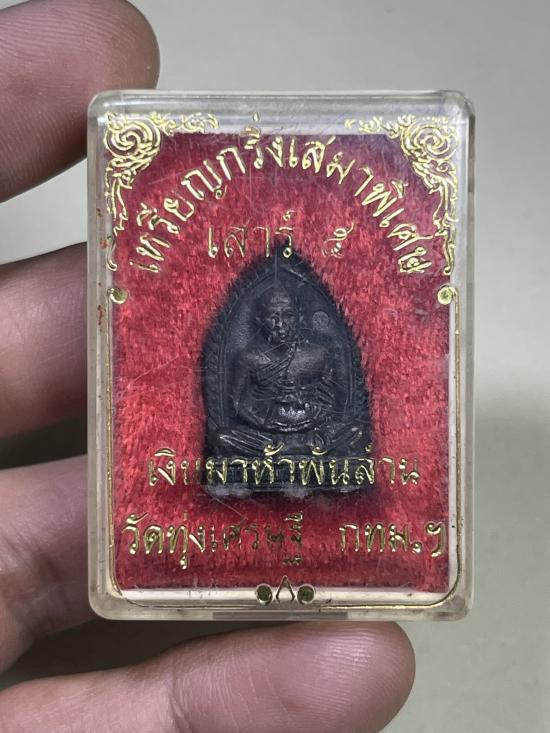 เหรียญกริ่งเสมาพิเศษ
เสาร์ ๕
เงินมาหัวพันล้าน
วัดทุ่งเศรษฐี กทม.ฯ